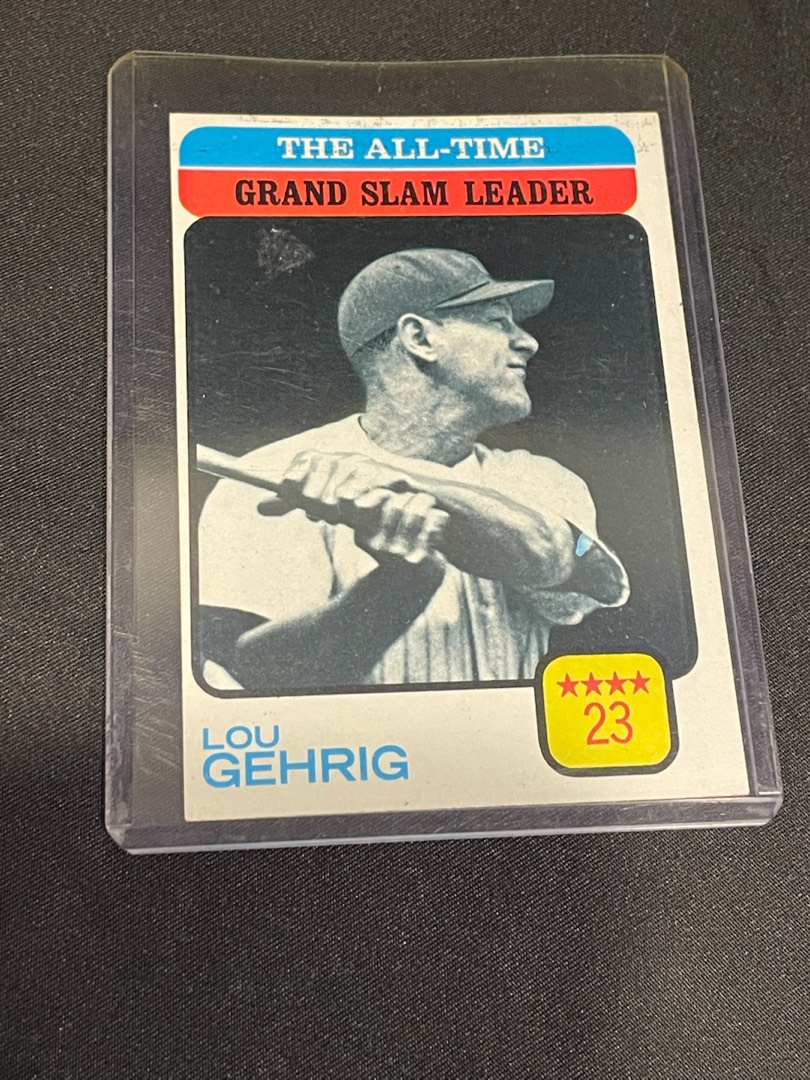 THE ALL-TIME
GRAND SLAM LEADER
★★★★
23
LOU
GEHRIG